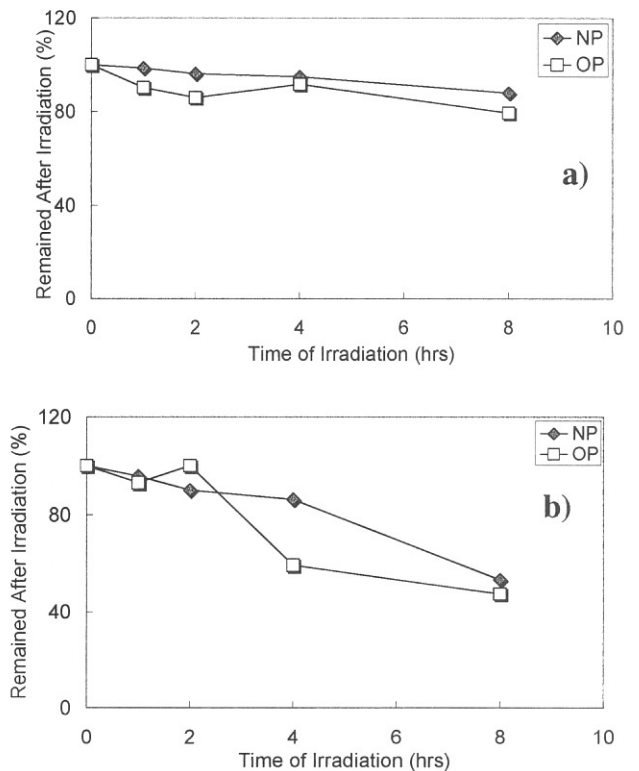 120
80
40
0
Remained After Irradiation (%)
NP
OP
a)
0 2 4 6 8 10
Time of Irradiation (hrs)
120
80
40
0
Remained After Irradiation (%)
NP
OP
b)
0 2 4 6 8 10
Time of Irradiation (hrs)